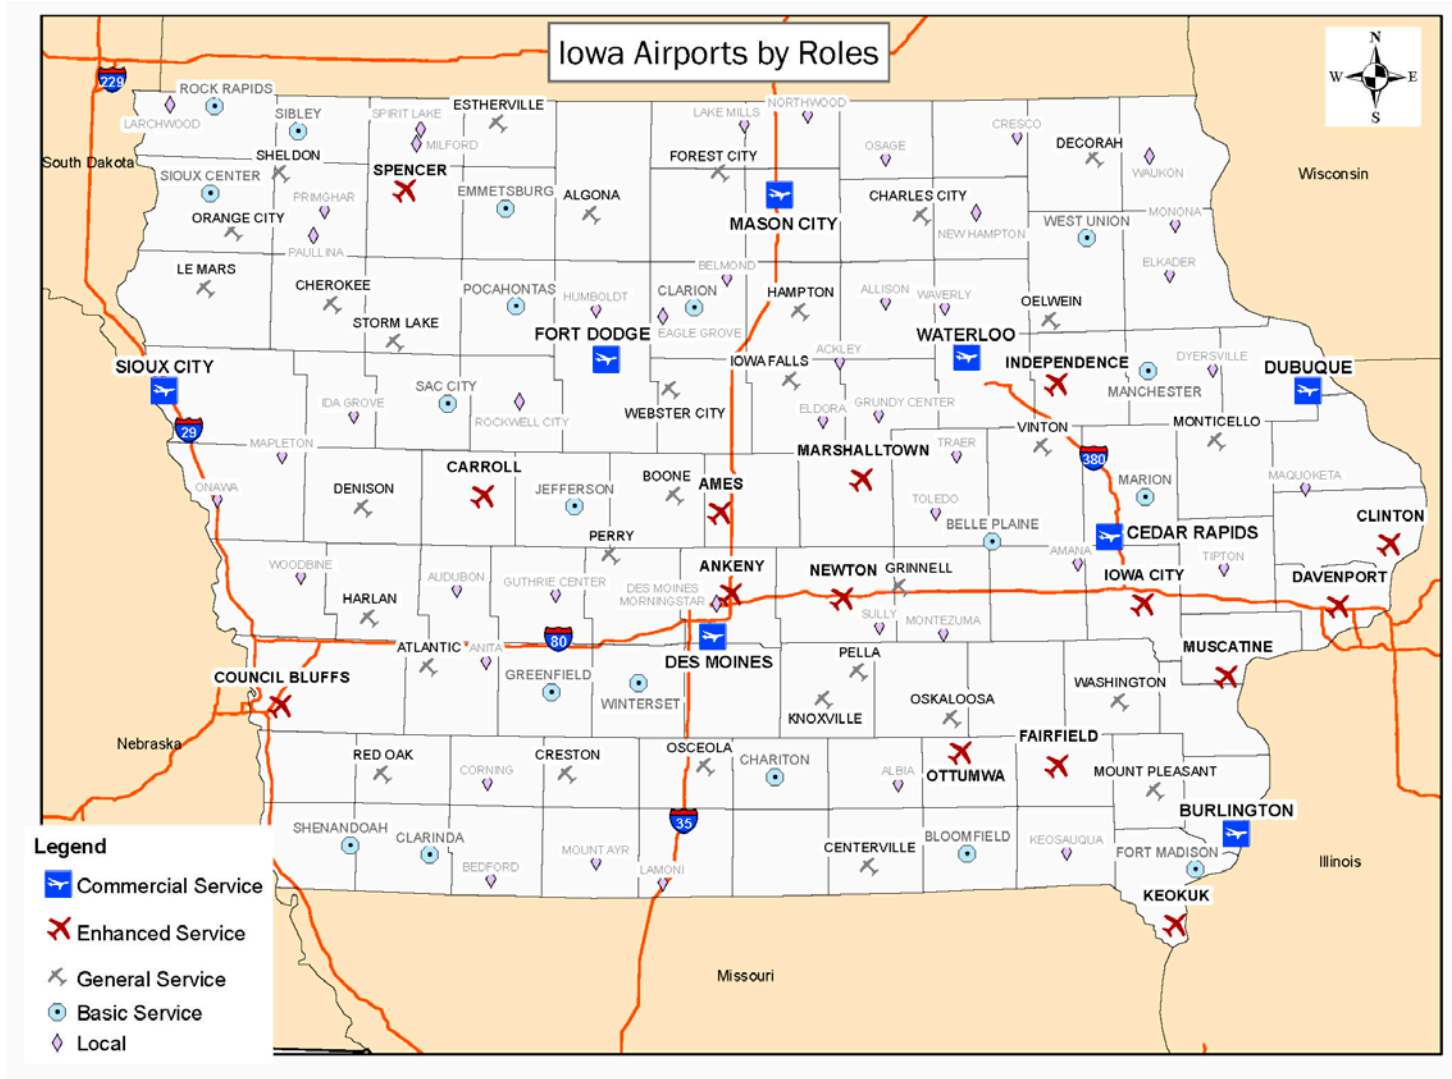 Iowa Airports by Roles
N
W
E
S
229
ROCK RAPIDS
LARCHWOOD
SIBLEY
SPIRIT LAKE
MILFORD
ESTHERVILLE
LAKE MILLS
NORTHWOOD
CRESCO
OSAGE
DECORAH
WAUKON
South Dakota
SHELDON
SIOUX CENTER
SPENCER
FOREST CITY
Wisconsin
PRIMGHAR
EMMETSBURG
ALGONA
MASON CITY
CHARLES CITY
NEW HAMPTON
WEST UNION
MONONA
ORANGE CITY
PAULLINA
LE MARS
CHEROKEE
STORM LAKE
POCAHONTAS
HUMBOLDT
BELMOND
CLARION
EAGLE GROVE
HAMPTON
ALLISON
WAVERLY
OELWEIN
ELKADER
FORT DODGE
WATERLOO
SIOUX CITY
IOWA FALLS
ACKLEY
INDEPENDENCE
DYERSVILLE
DUBUQUE
SAC CITY
MANCHESTER
IDA GROVE
ROCKWELL CITY
WEBSTER CITY
ELDORA
GRUNDY CENTER
VINTON
MONTICELLO
29
MAPLETON
MARSHALLTOWN
TRAER
380
CARROLL
BOONE
AMES
MARION
MAQUOKETA
ONAWA
DENISON
JEFFERSON
TOLEDO
BELLE PLAINE
CLINTON
PERRY
CEDAR RAPIDS
WOODBINE
AUDUBON
GUTHRIE CENTER
ANKENY
NEWTON
GRINNELL
AMANA
IOWA CITY
TIPTON
DAVENPORT
HARLAN
DES MOINES
MORNINGSTAR
SULLY
MONTEZUMA
80
ATLANTIC
ANITA
DES MOINES
PELLA
MUSCATINE
COUNCIL BLUFFS
GREENFIELD
WINTERSET
KNOXVILLE
OSKALOOSA
WASHINGTON
Nebraska
RED OAK
CORNING
CRESTON
OSCEOLA
CHARITON
ALBIA
OTTUMWA
FAIRFIELD
MOUNT PLEASANT
SHENANDOAH
CLARINDA
35
BURLINGTON
BEDFORD
MOUNT AYR
LAMONI
CENTERVILLE
BLOOMFIELD
KEOSAUQUA
FORT MADISON
Illinois
KEOKUK
Missouri
Legend
Commercial Service
Enhanced Service
General Service
Basic Service
Local